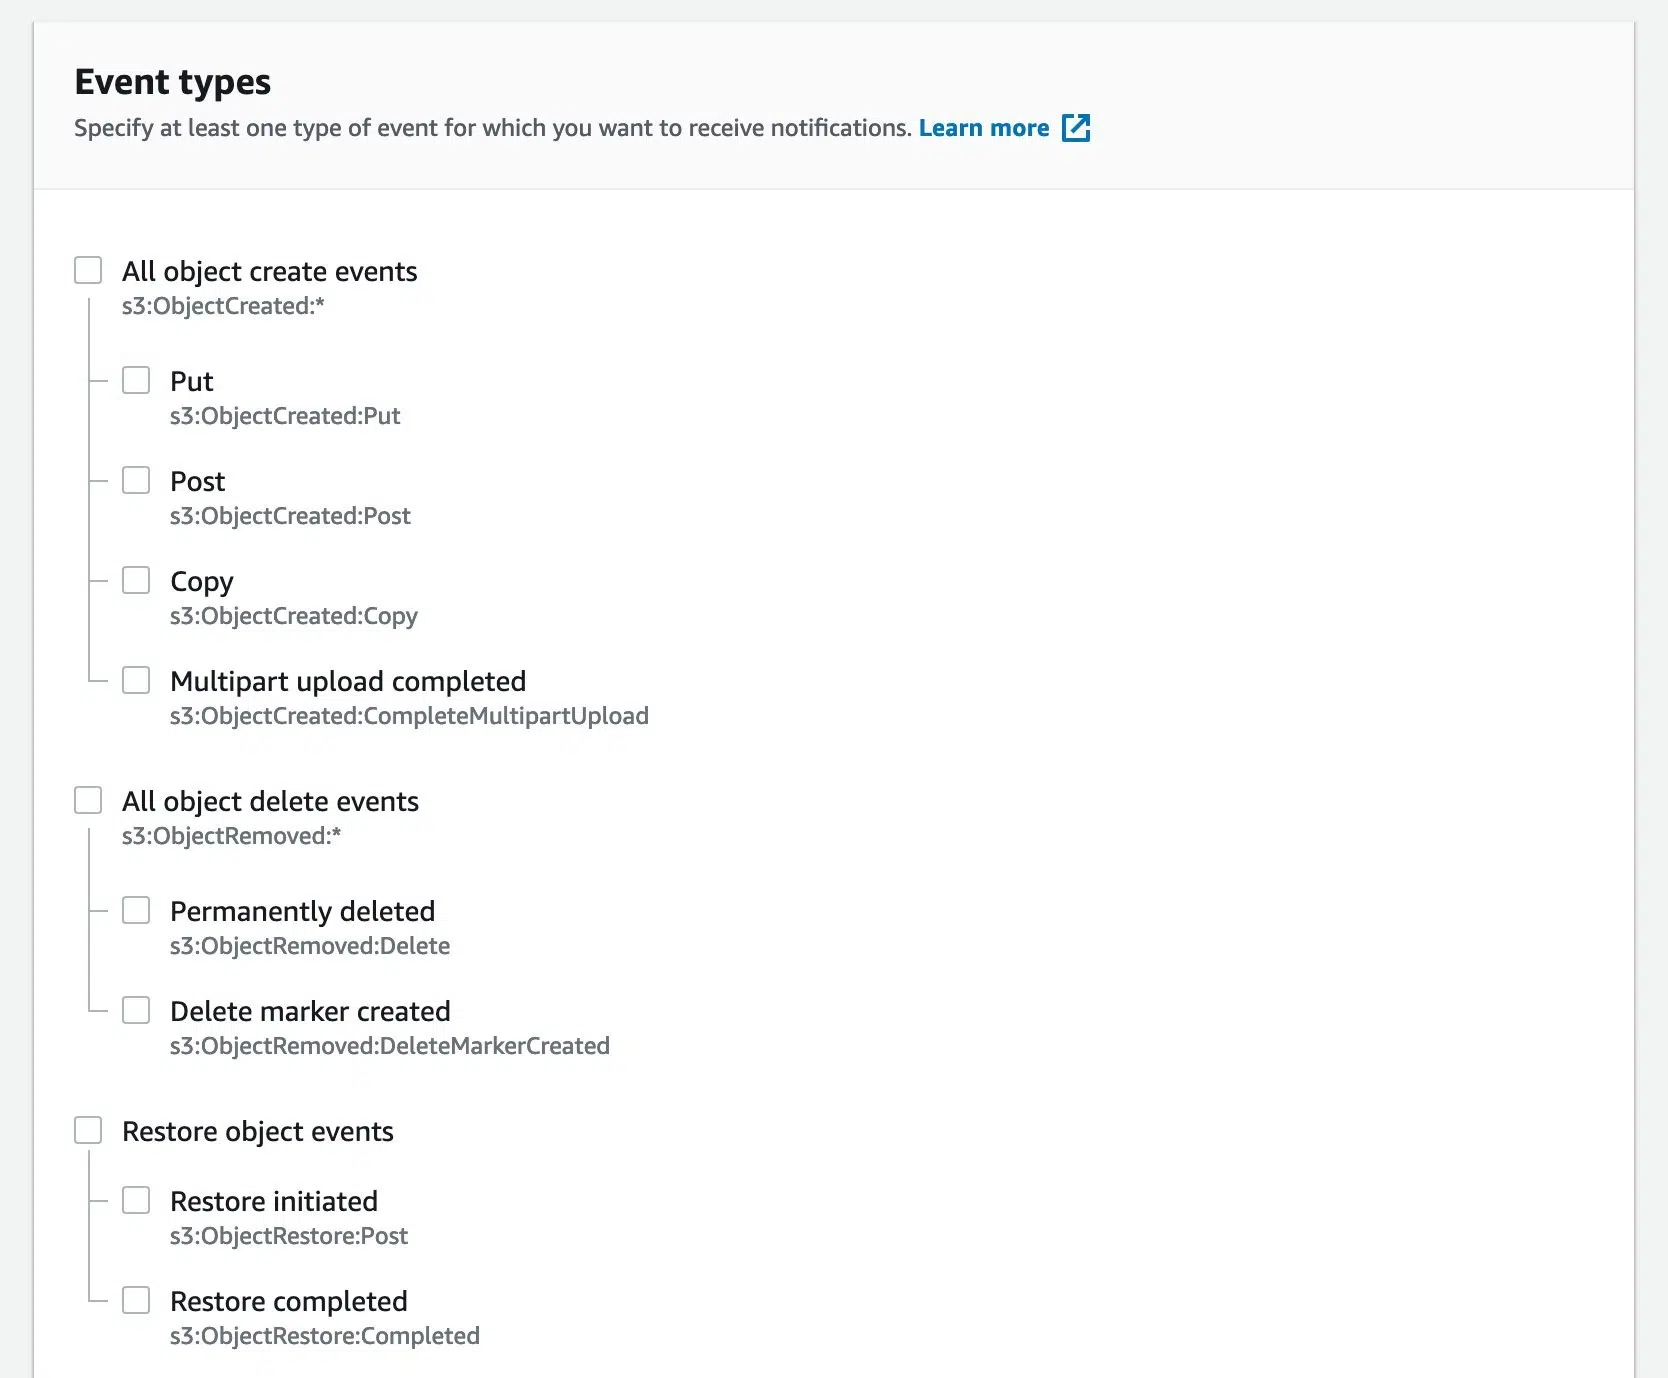 Event types
Specify at least one type of event for which you want to receive notifications. Learn more
All object create events
s3:ObjectCreated:*
Put
s3:ObjectCreated:Put
Post
s3:ObjectCreated:Post
Copy
s3:ObjectCreated:Copy
Multipart upload completed
s3:ObjectCreated:CompleteMultipartUpload
All object delete events
s3:ObjectRemoved:*
Permanently deleted
s3:ObjectRemoved:Delete
Delete marker created
s3:ObjectRemoved:DeleteMarkerCreated
Restore object events
Restore initiated
s3:ObjectRestore:Post
Restore completed
s3:ObjectRestore:Completed